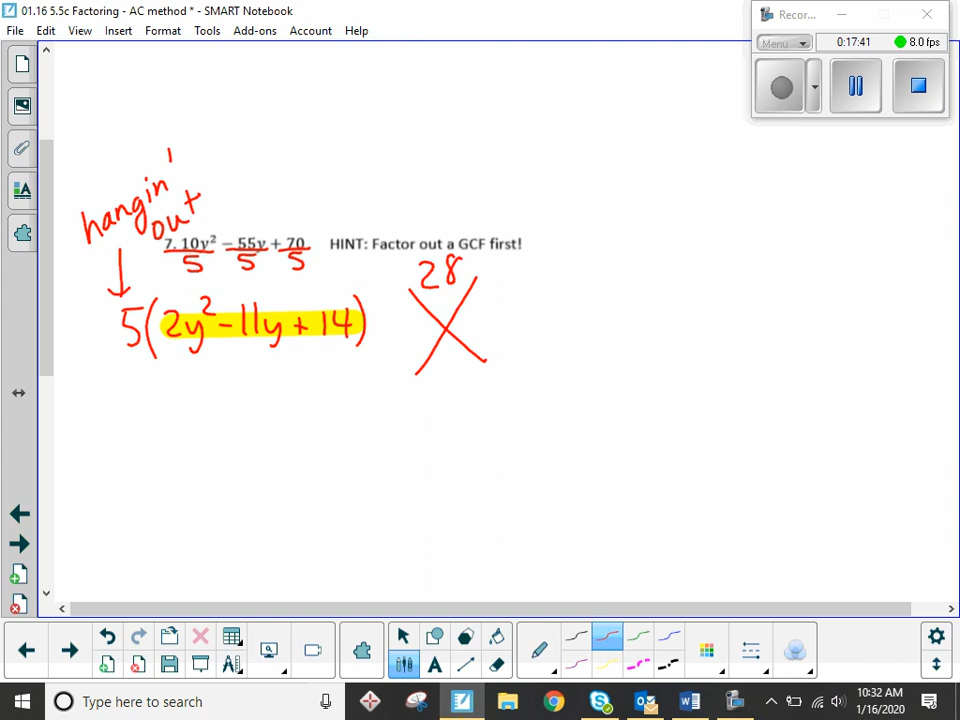 01.16 5.5c Factoring - AC method * - SMART Notebook
File Edit View Insert Format Tools Add-ons Account Help
Recor...
Menu 0:17:41 8.0 fps
hangin'
out
7. 10y² − 55y + 70 HINT: Factor out a GCF first!
5 5 5
28
5(2y² − 11y + 14)
Type here to search
10:32 AM
1/16/2020